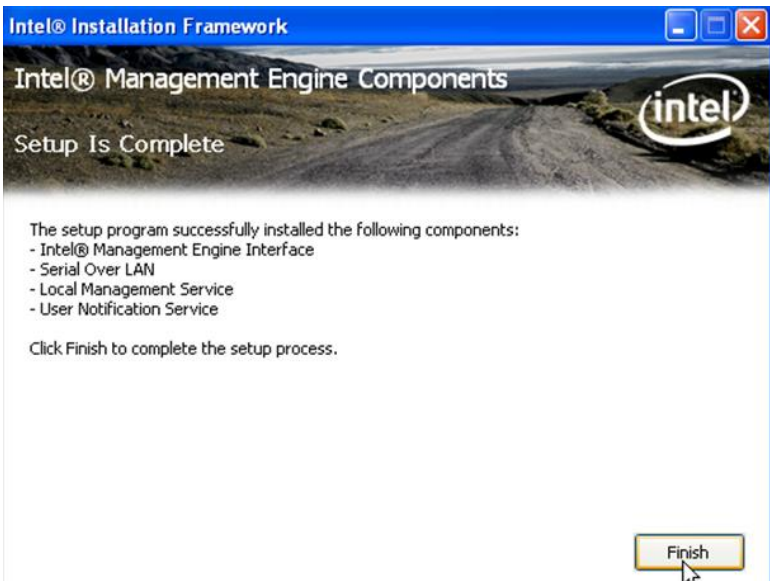 Intel® Installation Framework
Intel® Management Engine Components
intel
Setup Is Complete
The setup program successfully installed the following components:
- Intel® Management Engine Interface
- Serial Over LAN
- Local Management Service
- User Notification Service
Click Finish to complete the setup process.
Finish